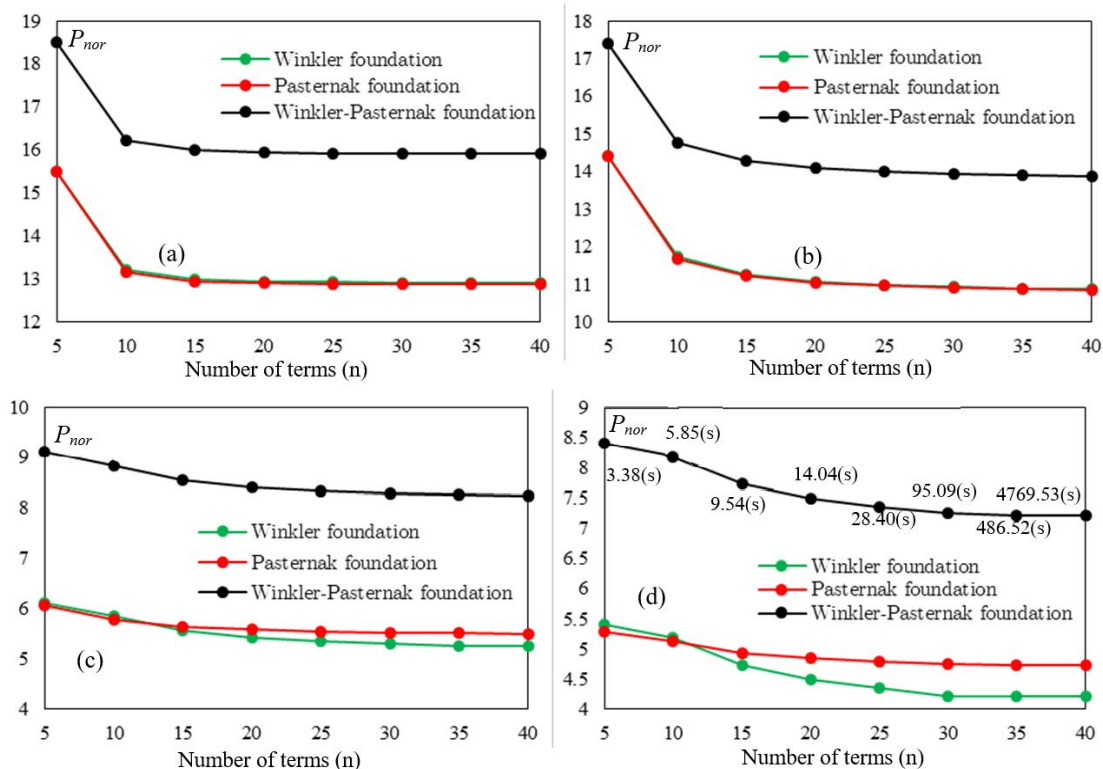 19
18
17
16
15
14
13
12
P_nor
Winkler foundation
Pasternak foundation
Winkler-Pasternak foundation
(a)
5 10 15 20 25 30 35 40
Number of terms (n)
18
17
16
15
14
13
12
11
10
P_nor
Winkler foundation
Pasternak foundation
Winkler-Pasternak foundation
(b)
5 10 15 20 25 30 35 40
Number of terms (n)
10
9
8
7
6
5
4
P_nor
Winkler foundation
Pasternak foundation
Winkler-Pasternak foundation
(c)
5 10 15 20 25 30 35 40
Number of terms (n)
9
8.5
8
7.5
7
6.5
6
5.5
5
4.5
4
P_nor
5.85(s)
3.38(s)
14.04(s)
9.54(s)
95.09(s)
4769.53(s)
28.40(s)
486.52(s)
Winkler foundation
Pasternak foundation
Winkler-Pasternak foundation
(d)
5 10 15 20 25 30 35 40
Number of terms (n)